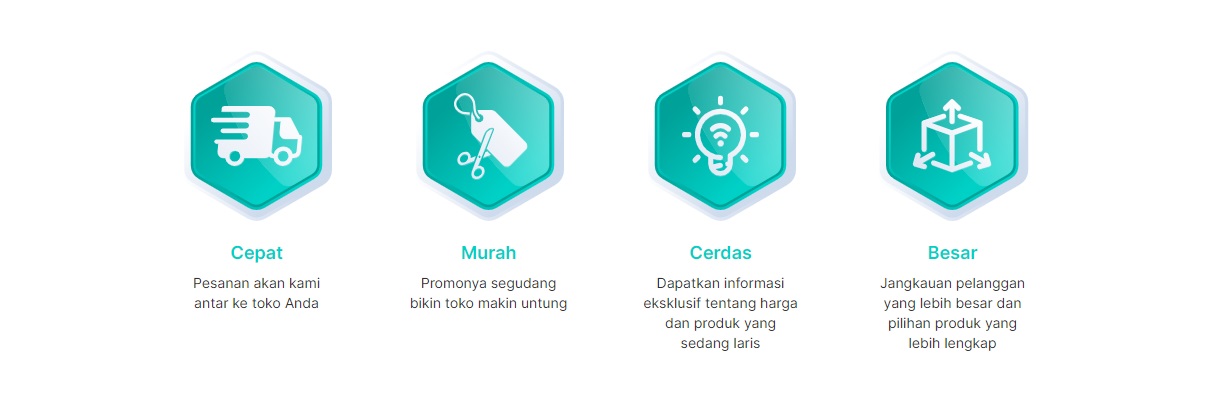 Cepat
Pesanan akan kami
antar ke toko Anda
Murah
Promonya segudang
bikin toko makin untung
Cerdas
Dapatkan informasi
eksklusif tentang harga
dan produk yang
sedang laris
Besar
Jangkauan pelanggan
yang lebih besar dan
pilihan produk yang
lebih lengkap